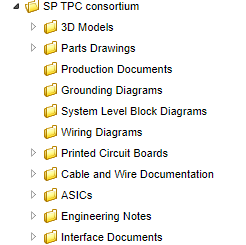 SP TPC consortium
3D Models
Parts Drawings
Production Documents
Grounding Diagrams
System Level Block Diagrams
Wiring Diagrams
Printed Circuit Boards
Cable and Wire Documentation
ASICs
Engineering Notes
Interface Documents